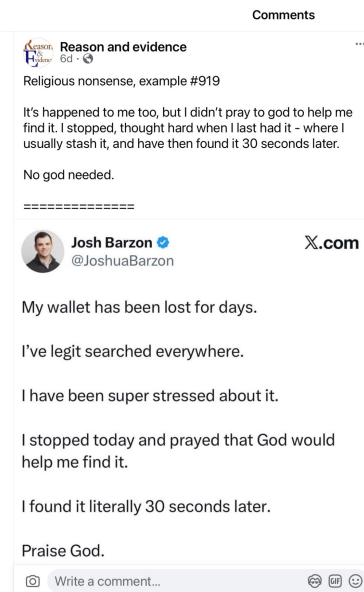 Comments
Reason
&
Evidence
Reason and evidence
6d
Religious nonsense, example #919
It's happened to me too, but I didn't pray to god to help me
find it. I stopped, thought hard when I last had it - where I
usually stash it, and have then found it 30 seconds later.
No god needed.
==============
Josh Barzon
X.com
@JoshuaBarzon
My wallet has been lost for days.
I've legit searched everywhere.
I have been super stressed about it.
I stopped today and prayed that God would
help me find it.
I found it literally 30 seconds later.
Praise God.
Write a comment...
GIF